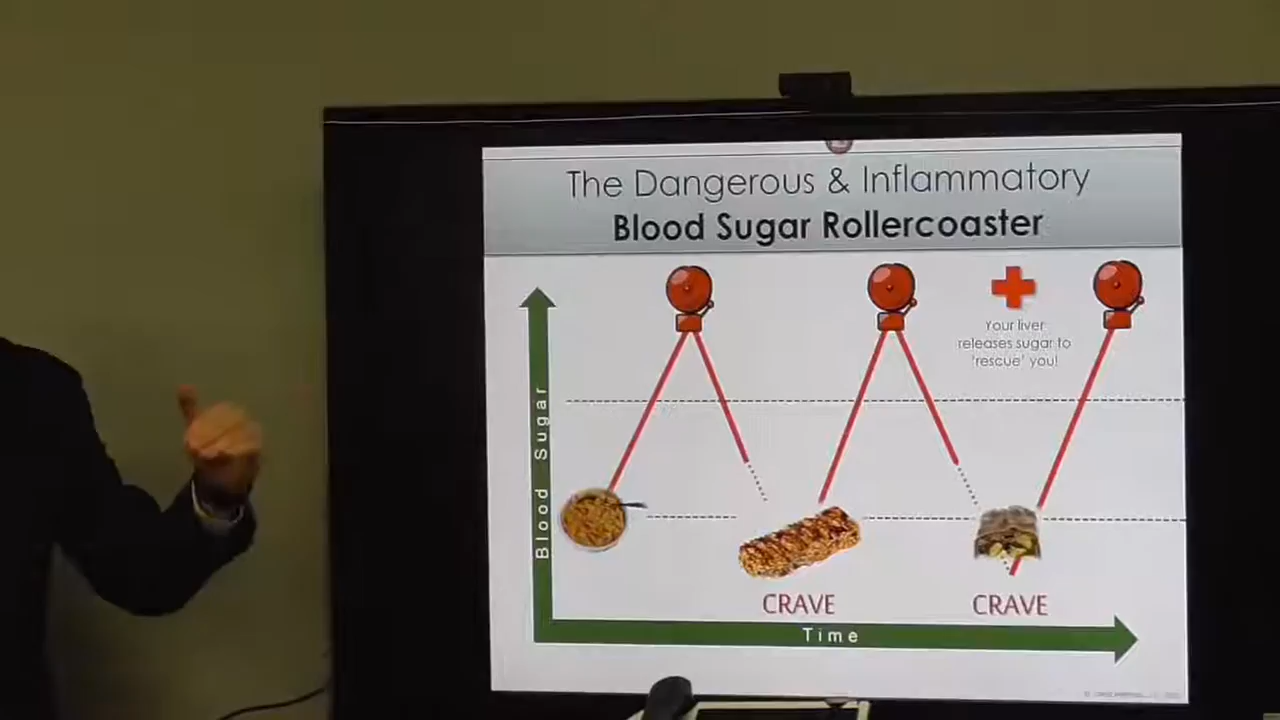 The Dangerous & Inflammatory
Blood Sugar Rollercoaster
Your liver
releases sugar to
'rescue' you!
Blood Sugar
CRAVE
CRAVE
Time